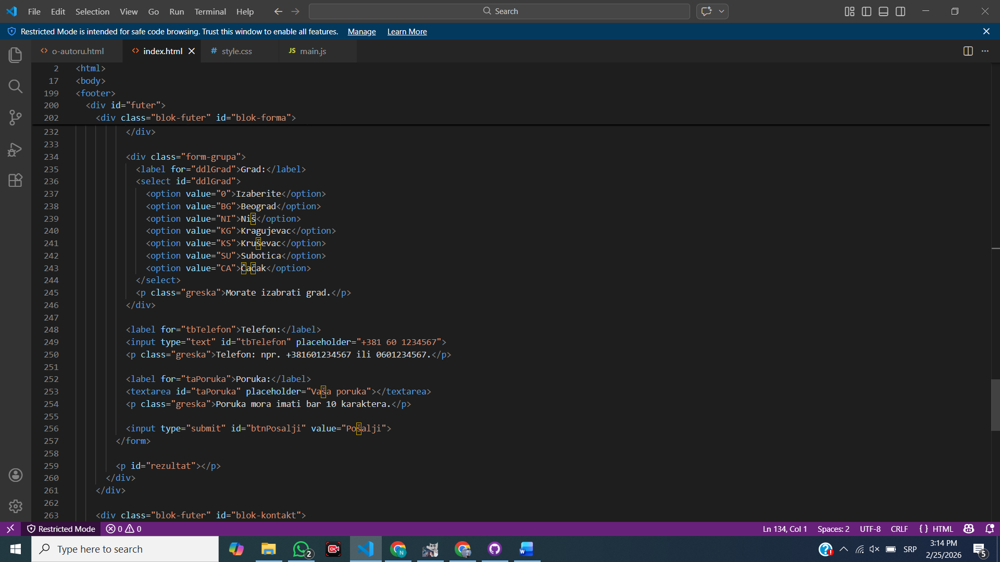 File Edit Selection View Go Run Terminal Help Search
Restricted Mode is intended for safe code browsing. Trust this window to enable all features. Manage Learn More
<> o-autoru.html <> index.html # style.css JS main.js
2 <html>
17 <body>
199 <footer>
200 <div id="futer">
202 <div class="blok-futer" id="blok-forma">
232 </div>
233
234 <div class="form-grupa">
235 <label for="ddlGrad">Grad:</label>
236 <select id="ddlGrad">
237 <option value="0">Izaberite</option>
238 <option value="BG">Beograd</option>
239 <option value="NI">Niš</option>
240 <option value="KG">Kragujevac</option>
241 <option value="KS">Kruševac</option>
242 <option value="SU">Subotica</option>
243 <option value="CA">Čačak</option>
244 </select>
245 <p class="greska">Morate izabrati grad.</p>
246 </div>
247
248 <label for="tbTelefon">Telefon:</label>
249 <input type="text" id="tbTelefon" placeholder="+381 60 1234567">
250 <p class="greska">Telefon: npr. +381601234567 ili 0601234567.</p>
251
252 <label for="taPoruka">Poruka:</label>
253 <textarea id="taPoruka" placeholder="Vaša poruka"></textarea>
254 <p class="greska">Poruka mora imati bar 10 karaktera.</p>
255
256 <input type="submit" id="btnPosalji" value="Pošalji">
257 </form>
258
259 <p id="rezultat"></p>
260 </div>
261 </div>
262
263 <div class="blok-futer" id="blok-kontakt">
Restricted Mode 0 0 Ln 134, Col 1 Spaces: 2 UTF-8 CRLF { } HTML
Type here to search 2 N W SRP 3:14 PM 5
2/25/2026